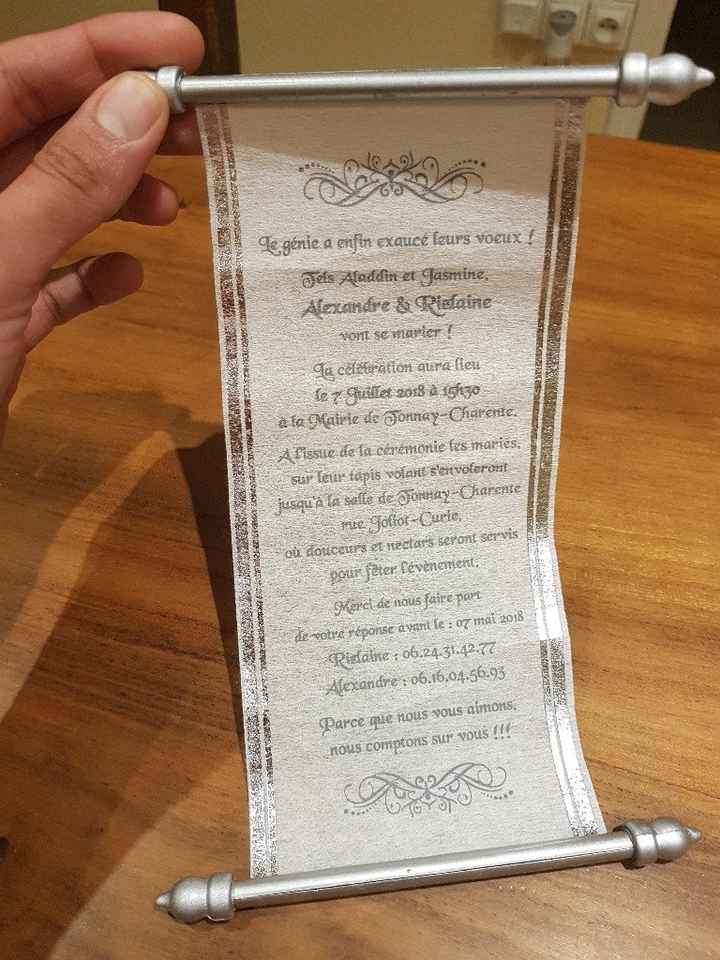 Le génie a enfin exaucé leurs voeux !
Tels Aladdin et Jasmine,
Alexandre & Rizlaine
vont se marier !
La célébration aura lieu
le 7 Juillet 2018 à 15h30
à la Mairie de Tonnay-Charente.
A l'issue de la cérémonie les mariés,
sur leur tapis volant s'envoleront
jusqu'à la salle de Tonnay-Charente
rue Joliot-Curie,
où douceurs et nectars seront servis
pour fêter l'évènement.
Merci de nous faire part
de votre réponse avant le : 07 mai 2018
Rizlaine : 06.24.31.42.77
Alexandre : 06.16.04.56.93
Parce que nous vous aimons,
nous comptons sur vous !!!